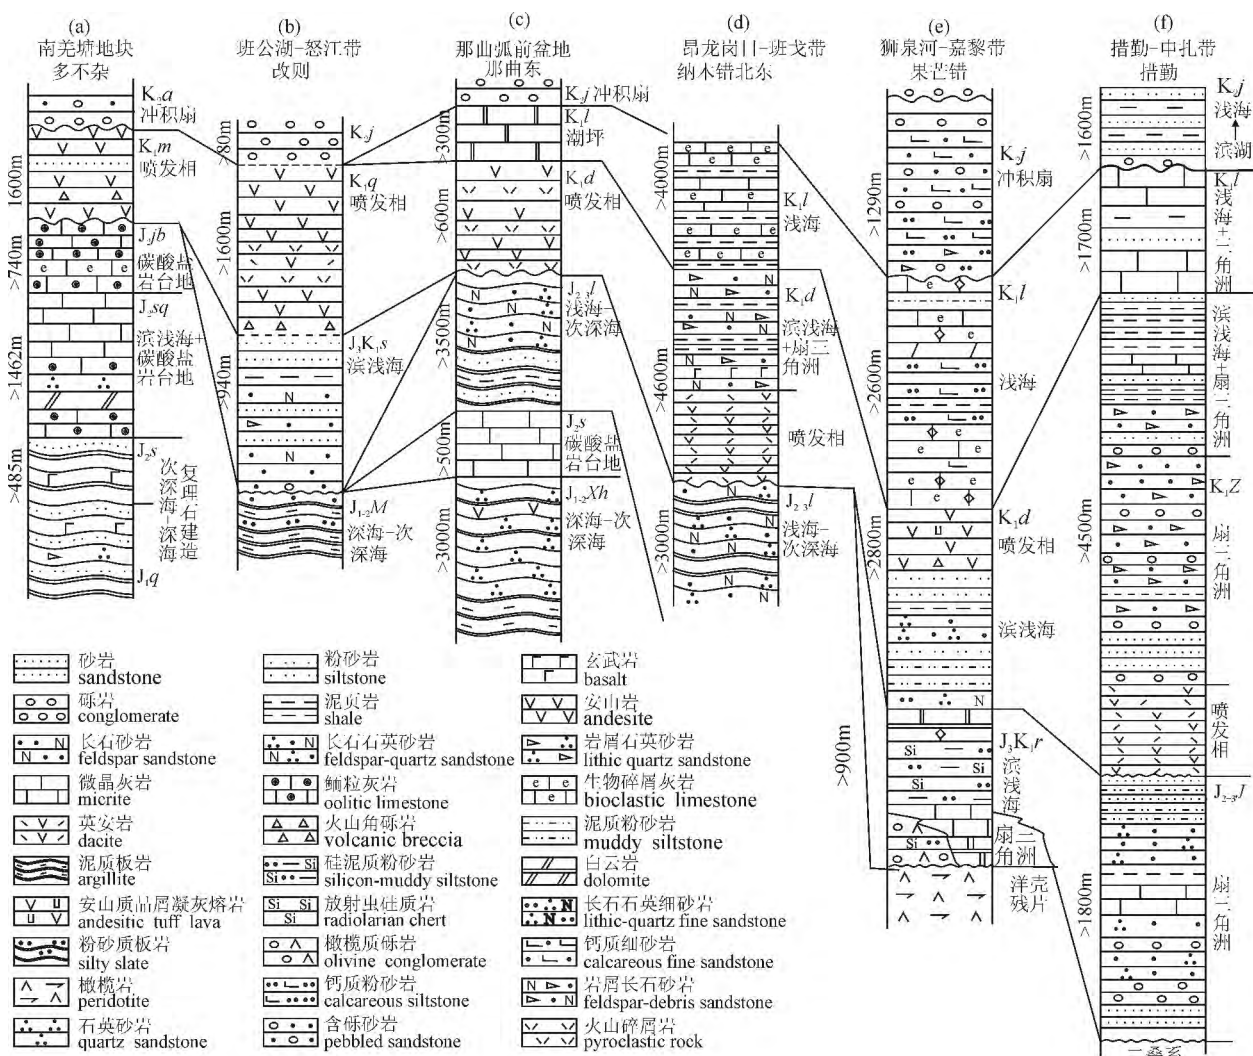 (a)
南羌塘地块
多不杂
K₂a
冲积扇
K₁m
喷发相
J₃jb
碳酸盐
岩台地
J₂sq
滨浅海+
碳酸盐
岩台地
J₂s
次深海–深海
复理石建造
J₁q
1600m
>740m
>1462m
>485m
(b)
班公湖–怒江带
改则
K₂j
K₁q
喷发相
J₃K₁s
滨浅海
J₁₋₂M
深海–次
深海
>80m
>1600m
>940m
(c)
那曲弧前盆地
那曲东
K₂j 冲积扇
K₁l
潮坪
K₁d
喷发相
J₂₋₃l
浅海–
次深海
J₂s
碳酸盐
岩台地
J₁₋₂Xh
深海–次
深海
>300m
>600m
>3500m
>500m
>3000m
(d)
昂龙岗日–班戈带
纳木错北东
K₁l
浅海
K₁d
滨浅海
+扇三
角洲
喷发相
J₂₋₃l
浅海–
次深海
>4000m
>4600m
>3000m
(e)
狮泉河–嘉黎带
果芒错
K₂j
冲积扇
K₁l
浅海
K₁d
喷发相
滨浅海
J₃K₁r
滨浅海
扇三
角洲
洋壳
残片
>1290m
>2600m
>2800m
>900m
(f)
措勤–中扎带
措勤
K₂j
浅海
滨湖
K₁l
浅海+三角洲
滨浅海+扇三角洲
K₁Z
扇三角洲
喷发相
J₂₋₃J
扇三角洲
二叠系
>1600m
>1700m
>4500m
>1800m
砂岩
sandstone
粉砂岩
siltstone
玄武岩
basalt
砾岩
conglomerate
泥页岩
shale
安山岩
andesite
长石砂岩
feldspar sandstone
长石石英砂岩
feldspar-quartz sandstone
岩屑石英砂岩
lithic quartz sandstone
微晶灰岩
micrite
鲕粒灰岩
oolitic limestone
生物碎屑灰岩
bioclastic limestone
英安岩
dacite
火山角砾岩
volcanic breccia
泥质粉砂岩
muddy siltstone
泥质板岩
argillite
硅泥质粉砂岩
silicon-muddy siltstone
白云岩
dolomite
安山质晶屑凝灰熔岩
andesitic tuff lava
放射虫硅质岩
radiolarian chert
长石石英细砂岩
lithic-quartz fine sandstone
粉砂质板岩
silty slate
橄榄质砾岩
olivine conglomerate
钙质细砂岩
calcareous fine sandstone
橄榄岩
peridotite
钙质粉砂岩
calcareous siltstone
岩屑长石砂岩
feldspar-debris sandstone
石英砂岩
quartz sandstone
含砾砂岩
pebbled sandstone
火山碎屑岩
pyroclastic rock